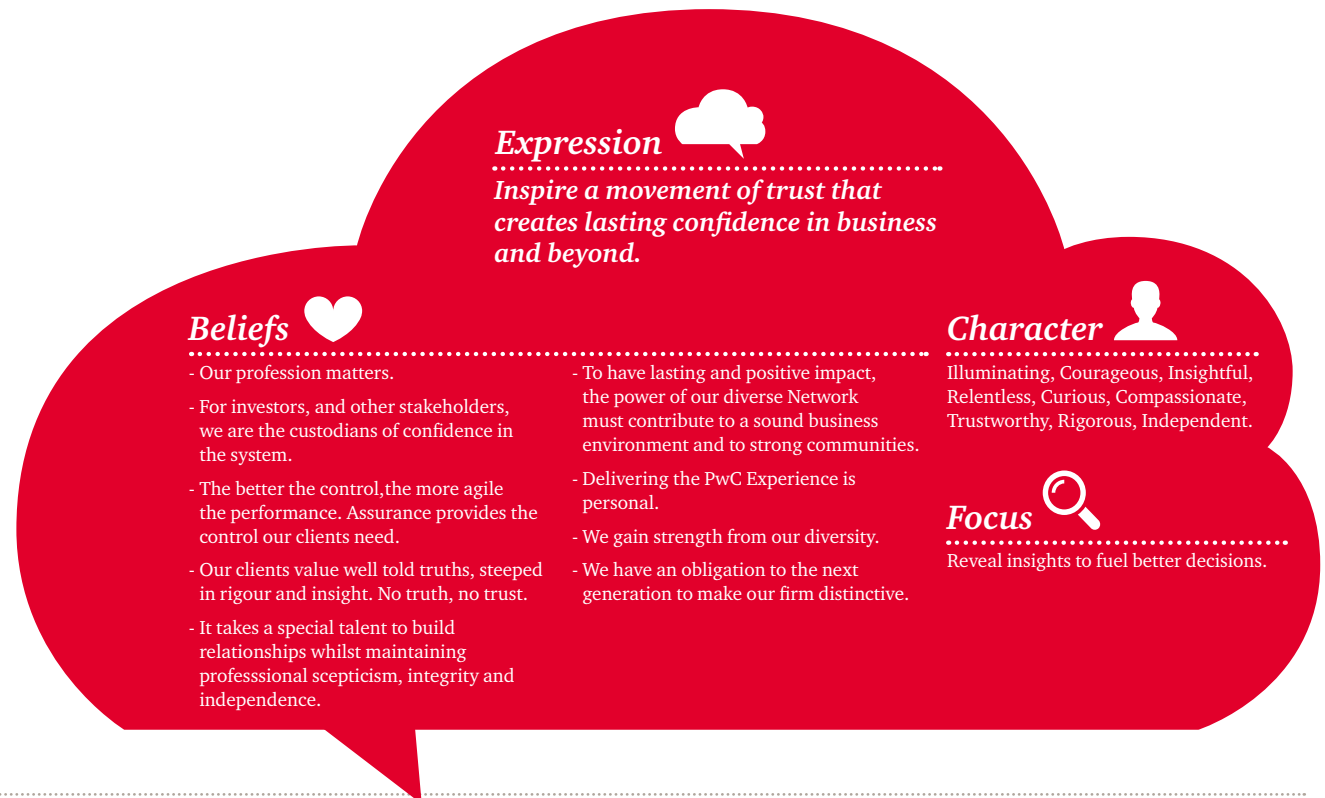 Expression
Inspire a movement of trust that
creates lasting confidence in business
and beyond.
Beliefs
- Our profession matters.
- For investors, and other stakeholders,
we are the custodians of confidence in
the system.
- The better the control,the more agile
the performance. Assurance provides the
control our clients need.
- Our clients value well told truths, steeped
in rigour and insight. No truth, no trust.
- It takes a special talent to build
relationships whilst maintaining
professsional scepticism, integrity and
independence.
- To have lasting and positive impact,
the power of our diverse Network
must contribute to a sound business
environment and to strong communities.
- Delivering the PwC Experience is
personal.
- We gain strength from our diversity.
- We have an obligation to the next
generation to make our firm distinctive.
Character
Illuminating, Courageous, Insightful,
Relentless, Curious, Compassionate,
Trustworthy, Rigorous, Independent.
Focus
Reveal insights to fuel better decisions.